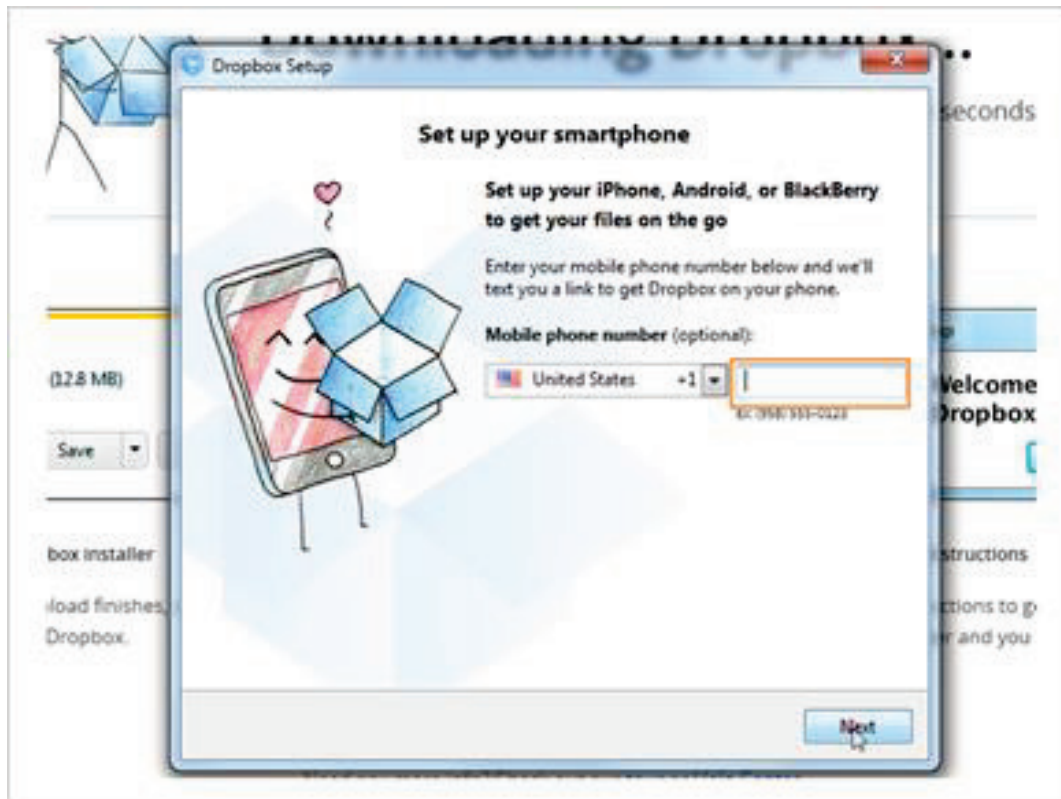 Downloading Dropbox...
Dropbox Setup
seconds
Set up your smartphone
Set up your iPhone, Android, or BlackBerry
to get your files on the go
Enter your mobile phone number below and we'll
text you a link to get Dropbox on your phone.
Mobile phone number (optional):
(12.8 MB)
United States +1
Welcome
Dropbox
Save
box installer
structions
load finishes,
ctions to g
Dropbox.
r and you
Next